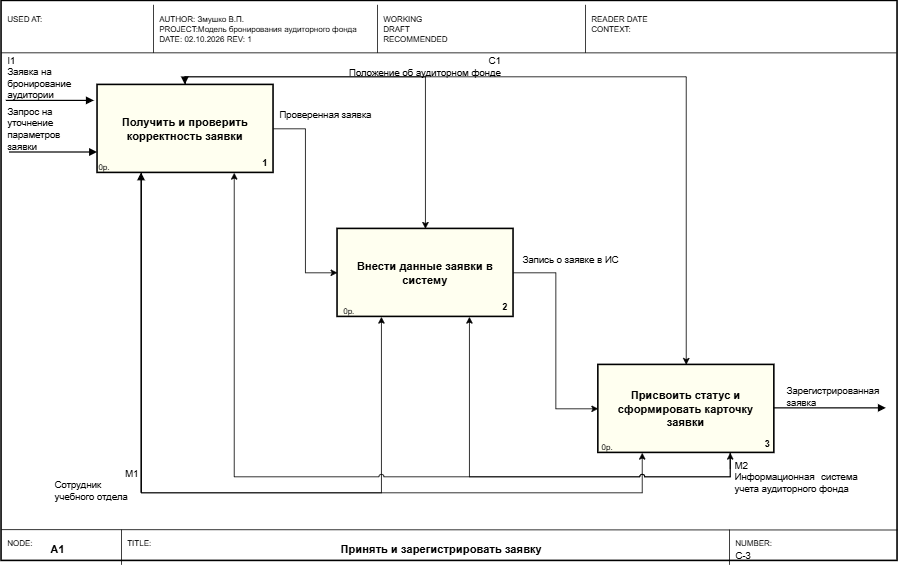 USED AT:
AUTHOR: Змушко В.П.
PROJECT:Модель бронирования аудиторного фонда
DATE: 02.10.2026 REV: 1
WORKING
DRAFT
RECOMMENDED
READER DATE
CONTEXT:
I1
Заявка на
бронирование
аудитории
Запрос на
уточнение
параметров
заявки
C1
Положение об аудиторном фонде
Получить и проверить
корректность заявки
0р.
1
Проверенная заявка
Внести данные заявки в
систему
0р.
2
Запись о заявке в ИС
Присвоить статус и
сформировать карточку
заявки
0р.
3
Зарегистрированная
заявка
M1
Сотрудник
учебного отдела
M2
Информационная система
учета аудиторного фонда
NODE:
A1
TITLE:
Принять и зарегистрировать заявку
NUMBER:
C-3